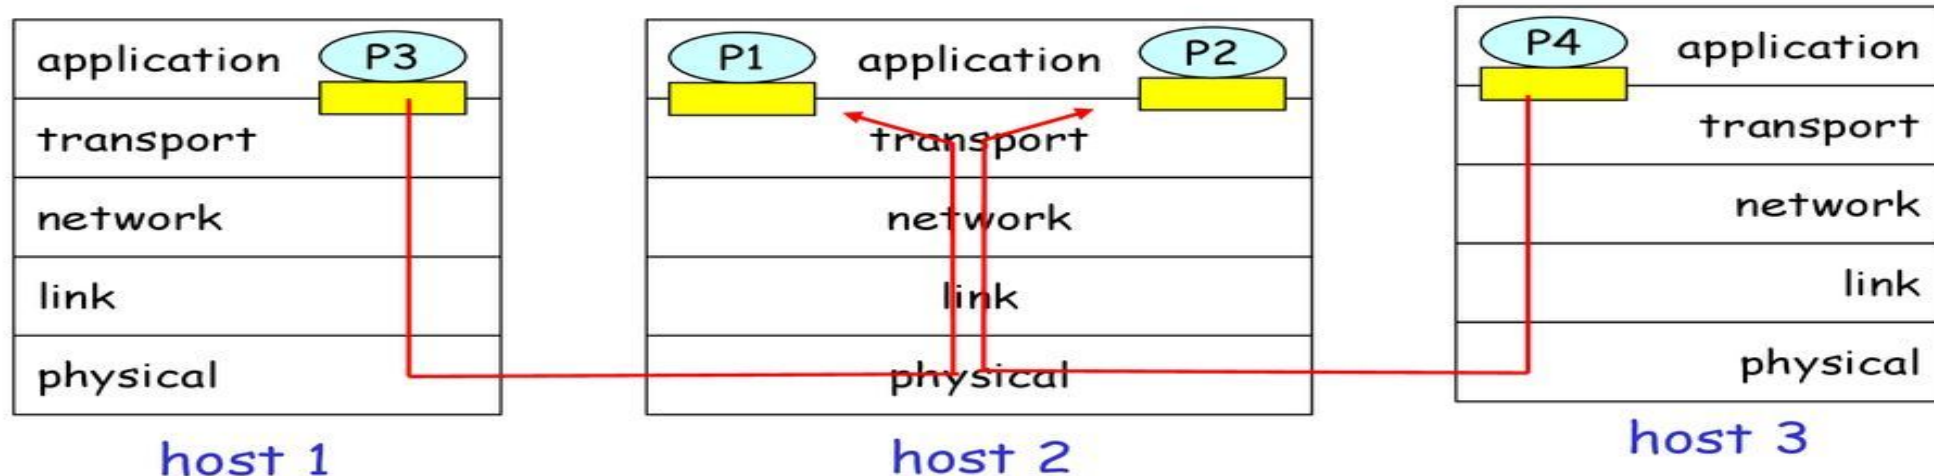 application P3
transport
network
link
physical
host 1
P1 application P2
transport
network
link
physical
host 2
P4 application
transport
network
link
physical
host 3